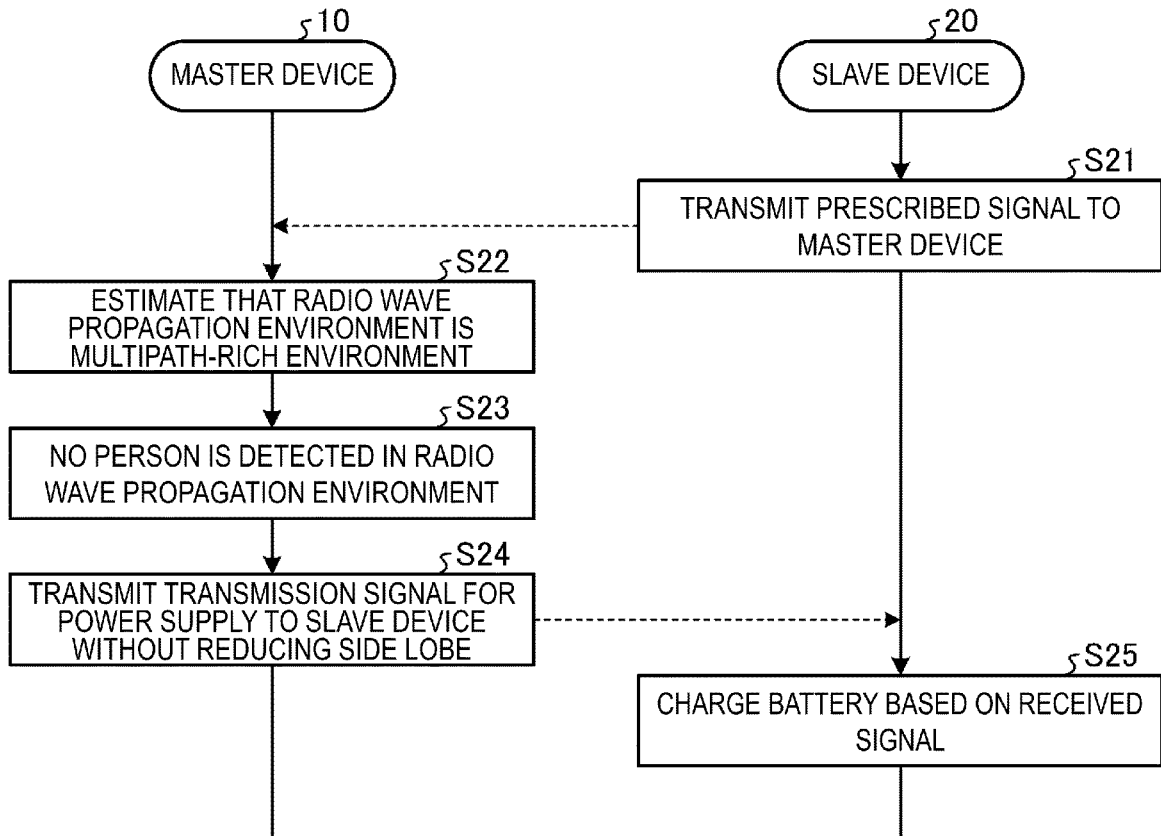 10
MASTER DEVICE
20
SLAVE DEVICE
S21
TRANSMIT PRESCRIBED SIGNAL TO
MASTER DEVICE
S22
ESTIMATE THAT RADIO WAVE
PROPAGATION ENVIRONMENT IS
MULTIPATH-RICH ENVIRONMENT
S23
NO PERSON IS DETECTED IN RADIO
WAVE PROPAGATION ENVIRONMENT
S24
TRANSMIT TRANSMISSION SIGNAL FOR
POWER SUPPLY TO SLAVE DEVICE
WITHOUT REDUCING SIDE LOBE
S25
CHARGE BATTERY BASED ON RECEIVED
SIGNAL